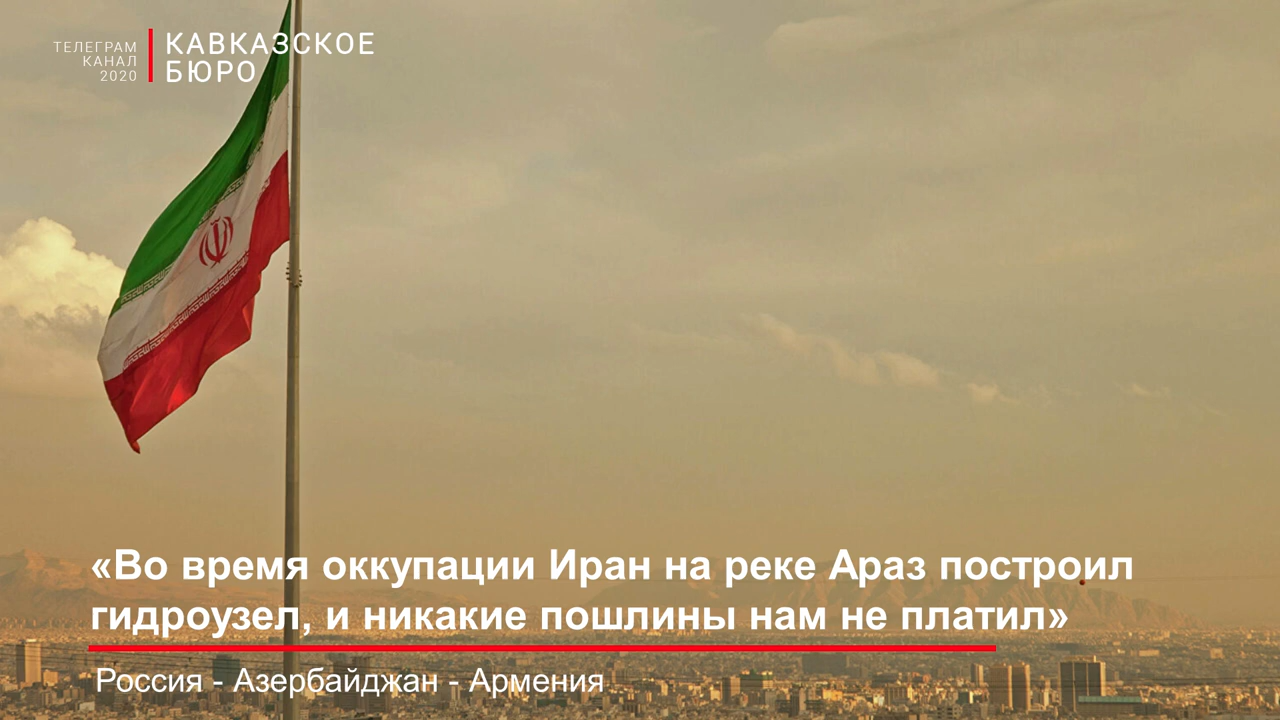 ТЕЛЕГРАМ
КАНАЛ
2020
КАВКАЗСКОЕ
БЮРО
«Во время оккупации Иран на реке Араз построил
гидроузел, и никакие пошлины нам не платил»
Россия - Азербайджан - Армения